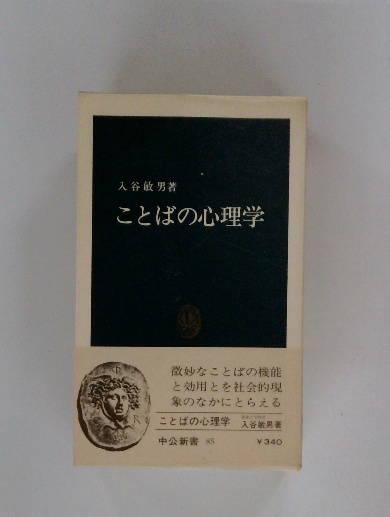 入谷敏男著
ことばの心理学
微妙なことばの機能
と効用とを社会的現
象のなかにとらえる
ことばの心理学
入谷敏男著
中公新書 85
¥340